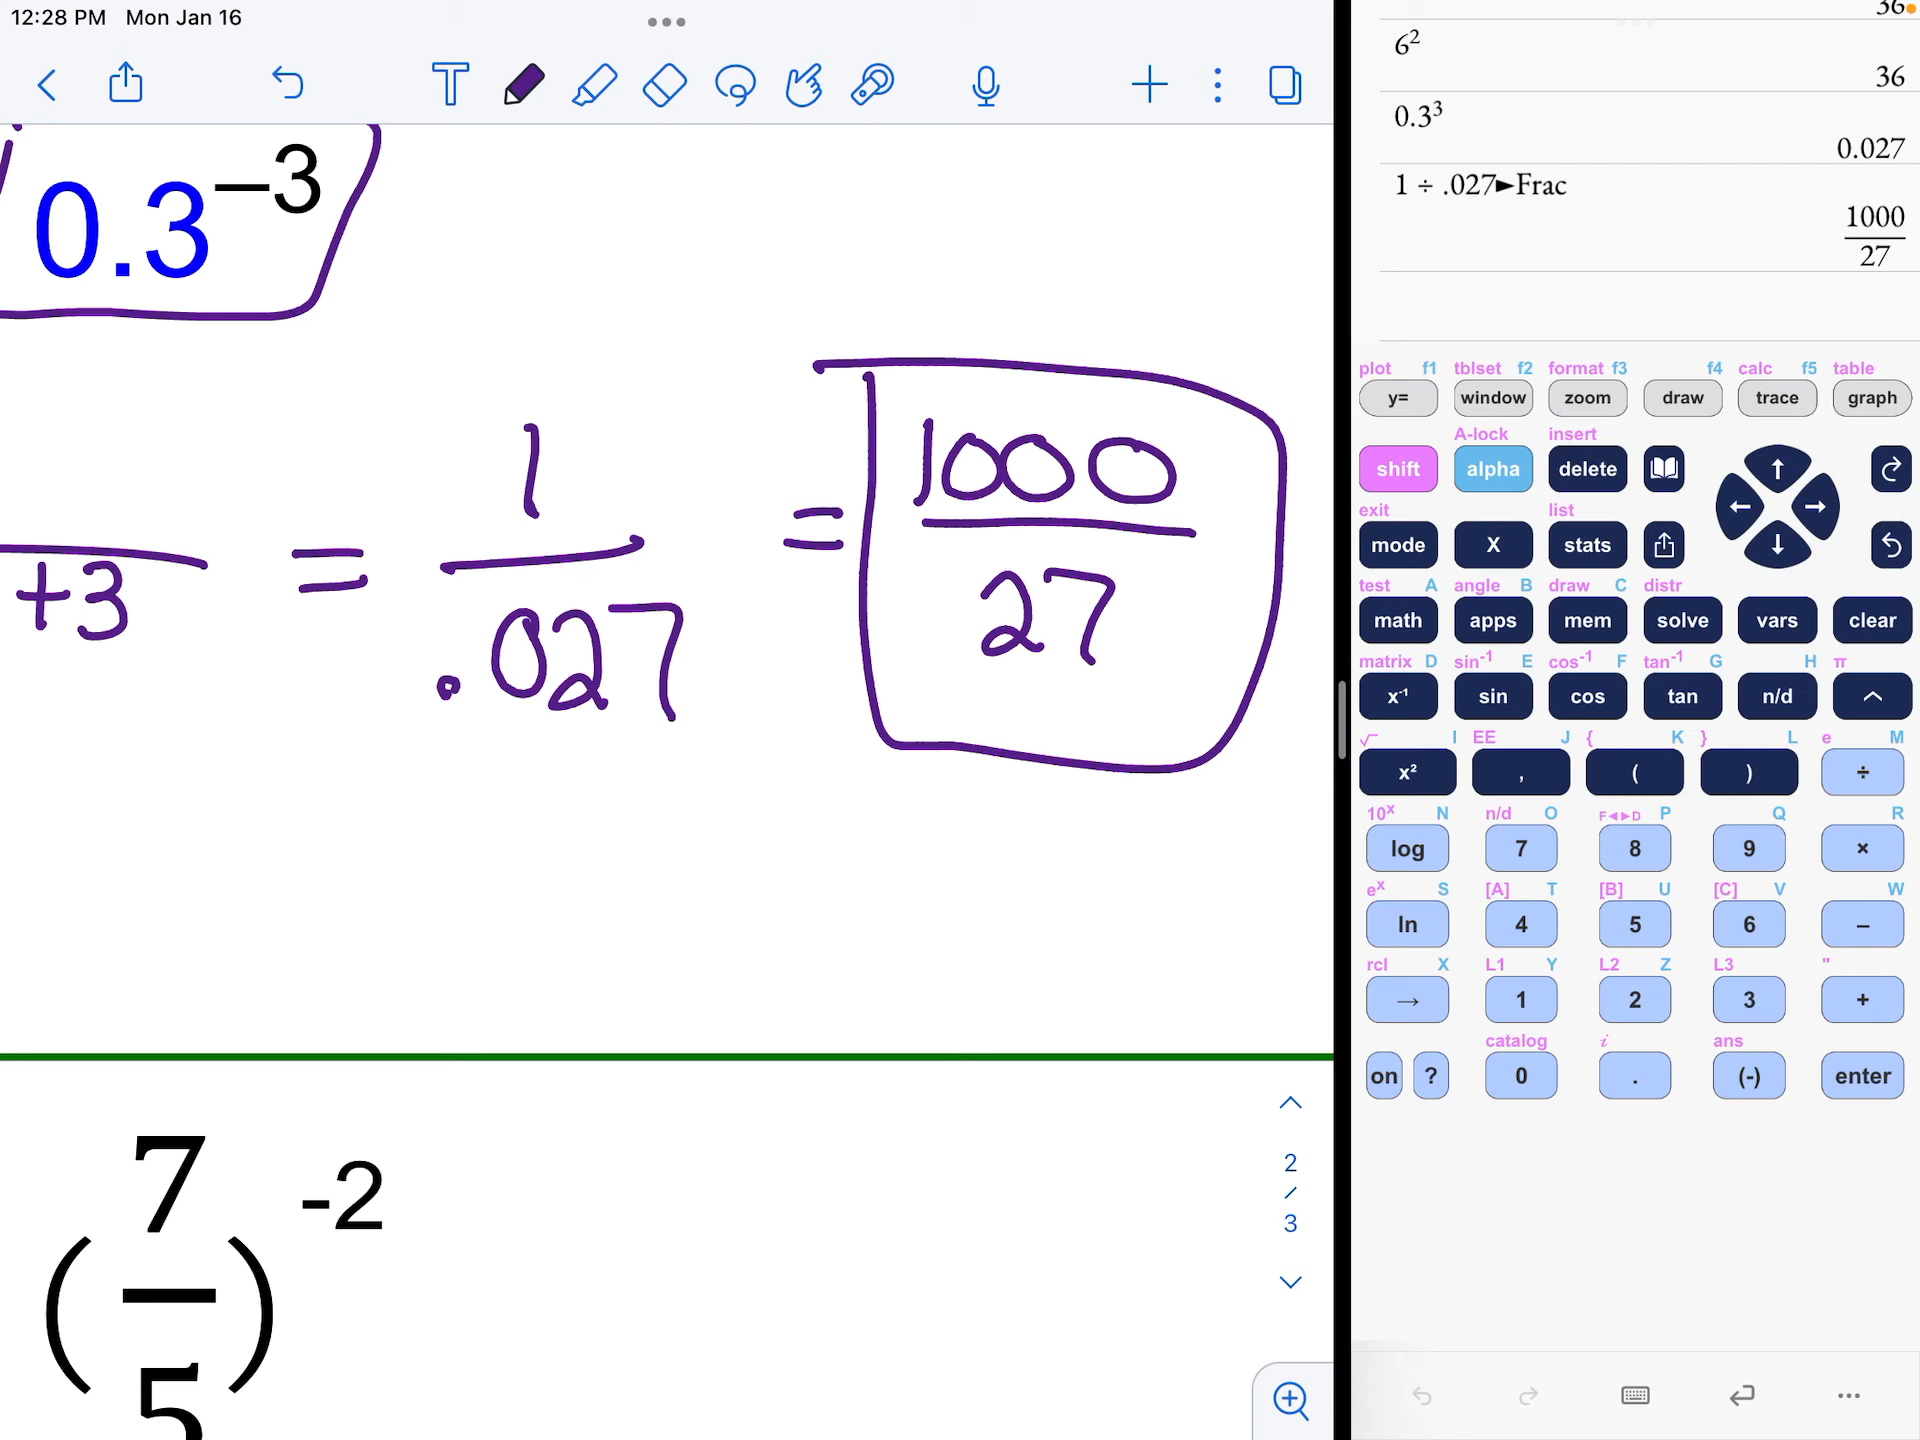 12:28 PM Mon Jan 16
T
0.3⁻³
+3 = 1/.027 = 1000/27
(7/5)⁻²
2
/
3
36
6²
36
0.3³
0.027
1 ÷ .027►Frac
1000
27
plot f1 tblset f2 format f3 f4 calc f5 table
y= window zoom draw trace graph
A-lock insert
shift alpha delete
exit list
mode X stats
test A angle B draw C distr
math apps mem solve vars clear
matrix D sin⁻¹ E cos⁻¹ F tan⁻¹ G H π
x⁻¹ sin cos tan n/d ^
√ I EE J { K } L e M
x² , ( ) ÷
10ˣ N n/d O F◄►D P Q R
log 7 8 9 ×
eˣ S [A] T [B] U [C] V W
ln 4 5 6 −
rcl X L1 Y L2 Z L3 "
→ 1 2 3 +
catalog i ans
on ? 0 . (-) enter